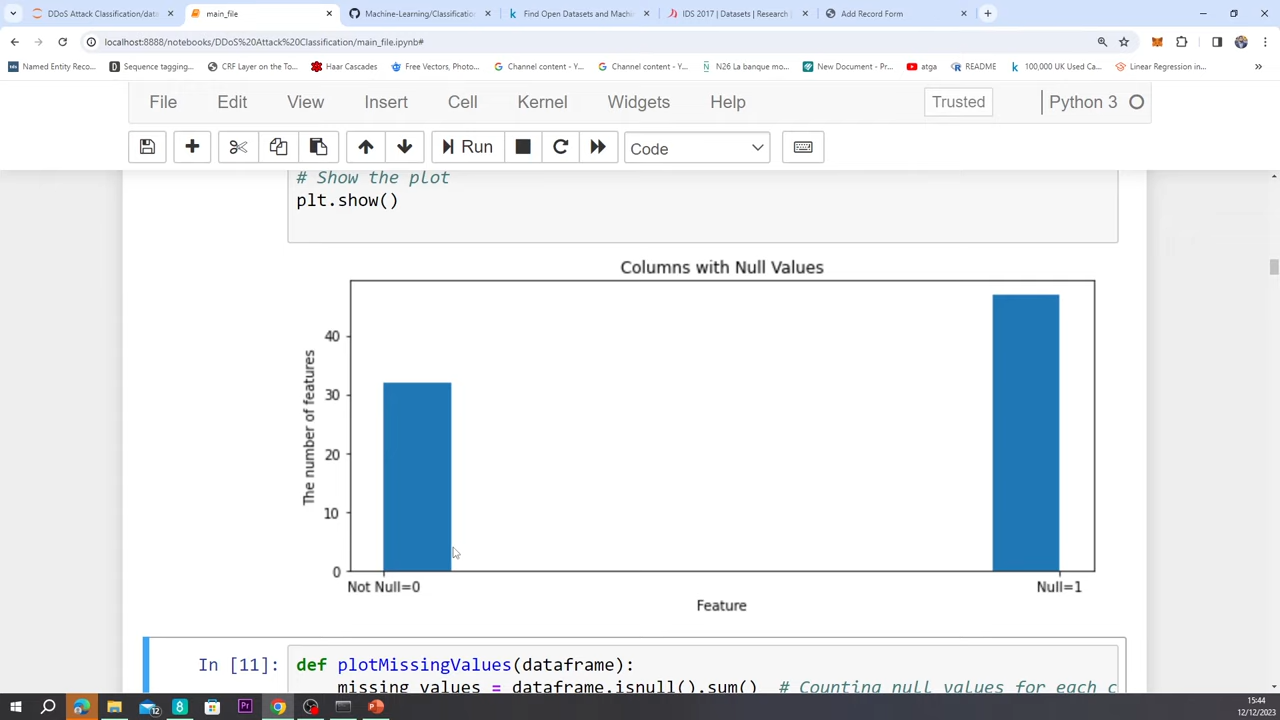 DDoS Attack Classification/data
main_file
Machine-Learning/Classification
Find Open Datasets and Machin
IDS 2017 | Datasets | Research
Add Record Form
localhost:8888/notebooks/DDoS%20Attack%20Classification/main_file.ipynb#
Named Entity Reco...
Sequence tagging...
CRF Layer on the To...
Haar Cascades
Free Vectors, Photo...
Channel content - Y...
Channel content - Y...
N26 La banque mo...
New Document - Pr...
atga
README
100,000 UK Used Ca...
Linear Regression in...
File Edit View Insert Cell Kernel Widgets Help Trusted Python 3
Run Code
# Show the plot
plt.show()
Columns with Null Values
The number of features
40
30
20
10
0
Not Null=0 Null=1
Feature
In [11]: def plotMissingValues(dataframe):
missing_values = dataframe.isnull().sum() # Counting null values for each c
15:44
12/12/2023